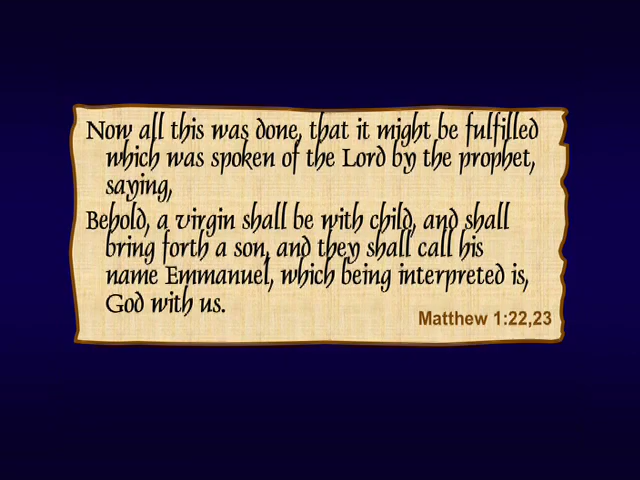 Now all this was done, that it might be fulfilled
which was spoken of the Lord by the prophet,
saying,
Behold, a virgin shall be with child, and shall
bring forth a son, and they shall call his
name Emmanuel, which being interpreted is,
God with us.
Matthew 1:22,23